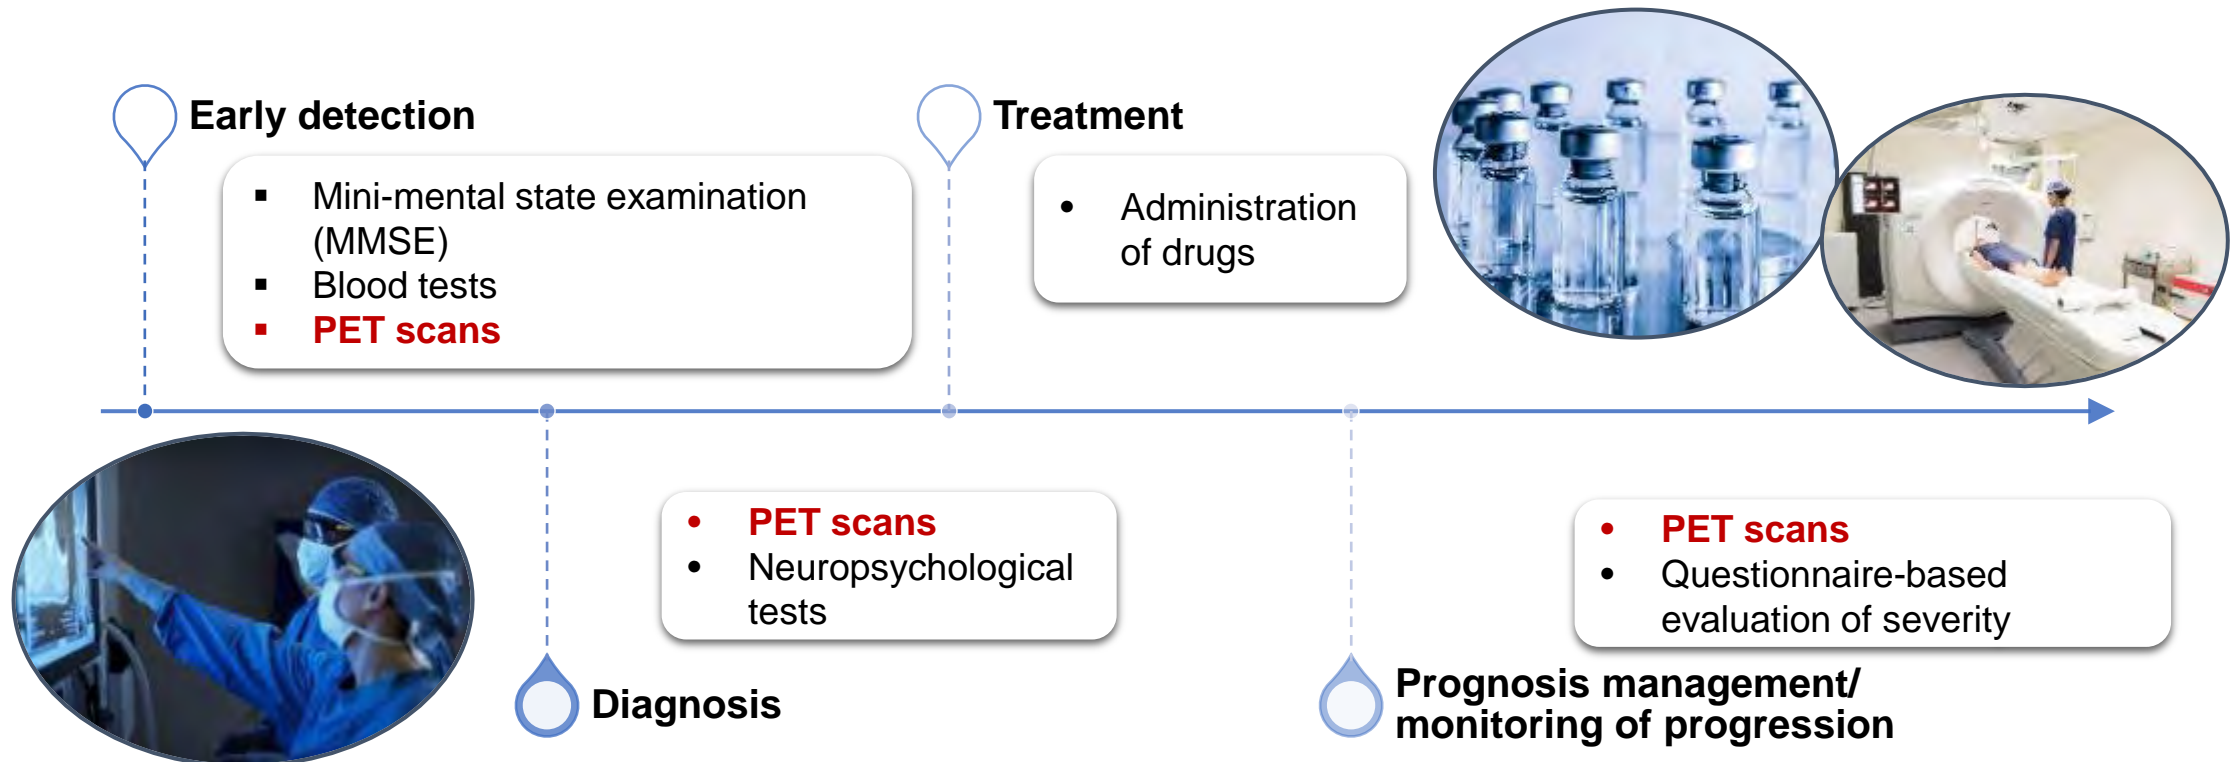 Early detection
▪ Mini-mental state examination
(MMSE)
▪ Blood tests
▪ PET scans
Treatment
• Administration
of drugs
• PET scans
• Neuropsychological
tests
Diagnosis
• PET scans
• Questionnaire-based
evaluation of severity
Prognosis management/
monitoring of progression